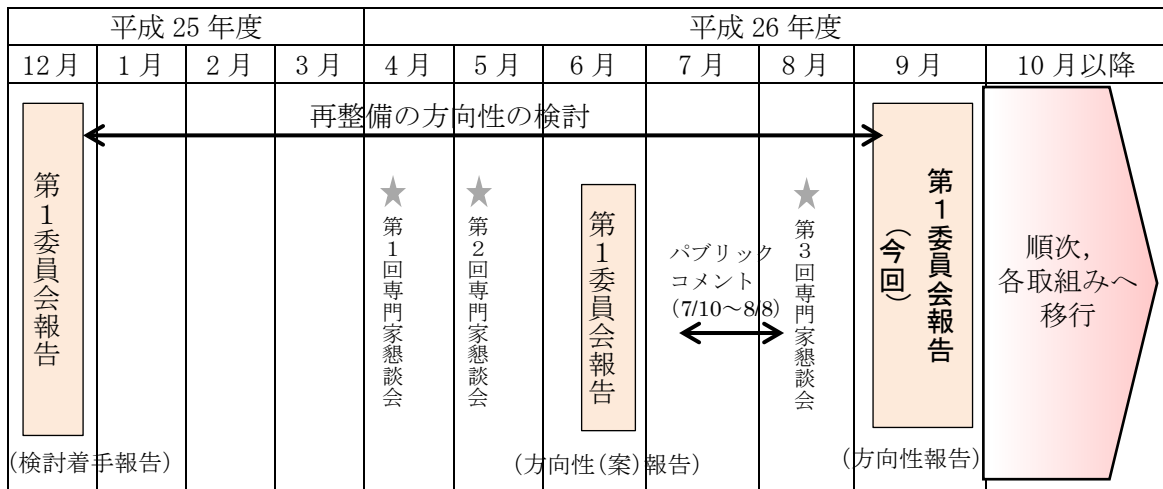 平成 25 年度
平成 26 年度
12月
1 月
2 月
3 月
4 月
5 月
6 月
7 月
8 月
9 月
10 月以降
再整備の方向性の検討
第1委員会報告
★
第1回専門家懇談会
★
第2回専門家懇談会
第1委員会報告
パブリック
コメント
(7/10～8/8)
★
第3回専門家懇談会
第1委員会報告
(今回)
順次,
各取組みへ
移行
(検討着手報告)
(方向性(案)報告)
(方向性報告)